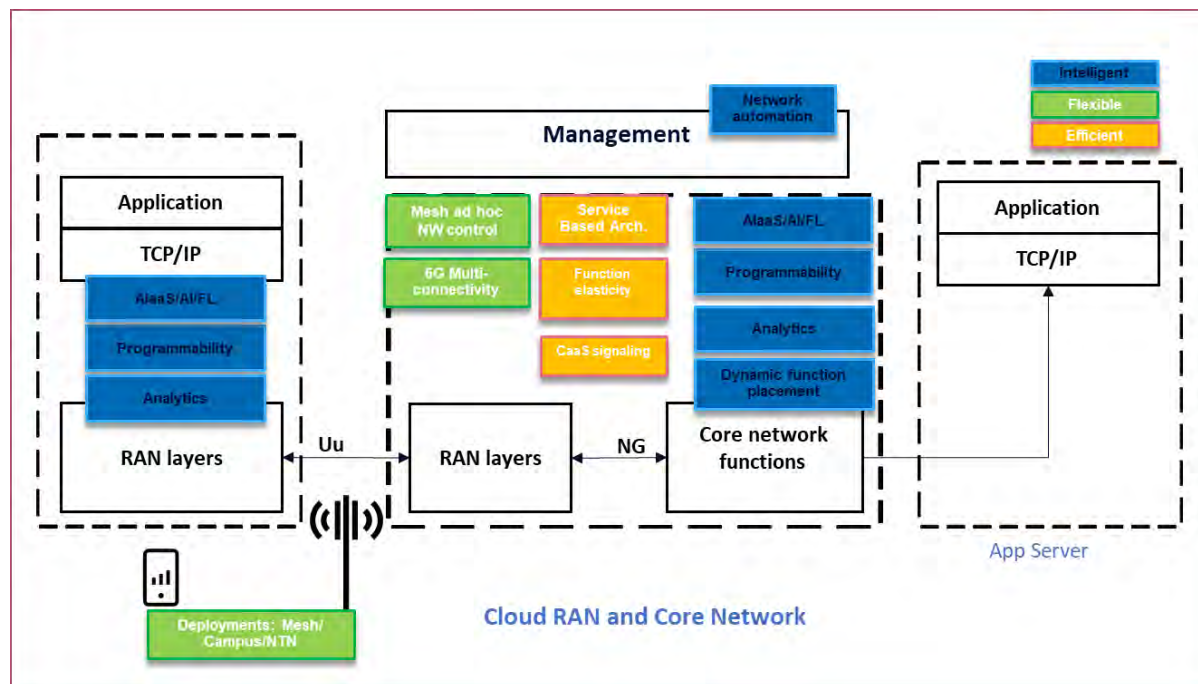 Intelligent
Flexible
Efficient
Network
automation
Management
Application
TCP/IP
AIaaS/AI/FL
Programmability
Analytics
RAN layers
Uu
Mesh ad hoc
NW control
6G Multi-
connectivity
Service
Based Arch.
Function
elasticity
CaaS signaling
AIaaS/AI/FL
Programmability
Analytics
Dynamic function
placement
RAN layers
NG
Core network
functions
Application
TCP/IP
App Server
Deployments: Mesh/
Campus/NTN
Cloud RAN and Core Network